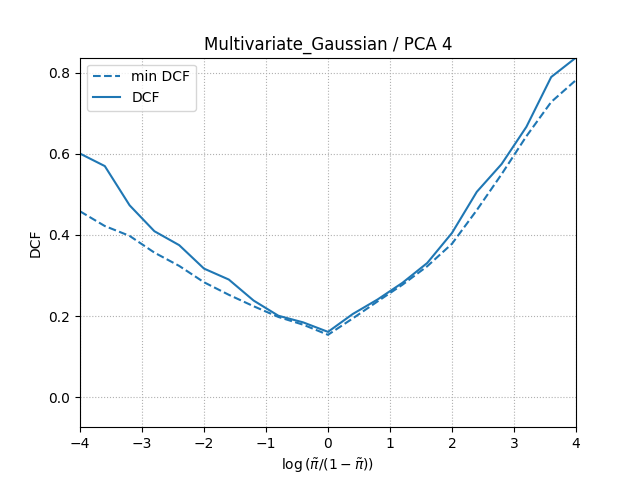 Multivariate_Gaussian / PCA 4
min DCF
DCF
DCF
0.8
0.6
0.4
0.2
0.0
−4 −3 −2 −1 0 1 2 3 4
log (π̃/(1 − π̃))